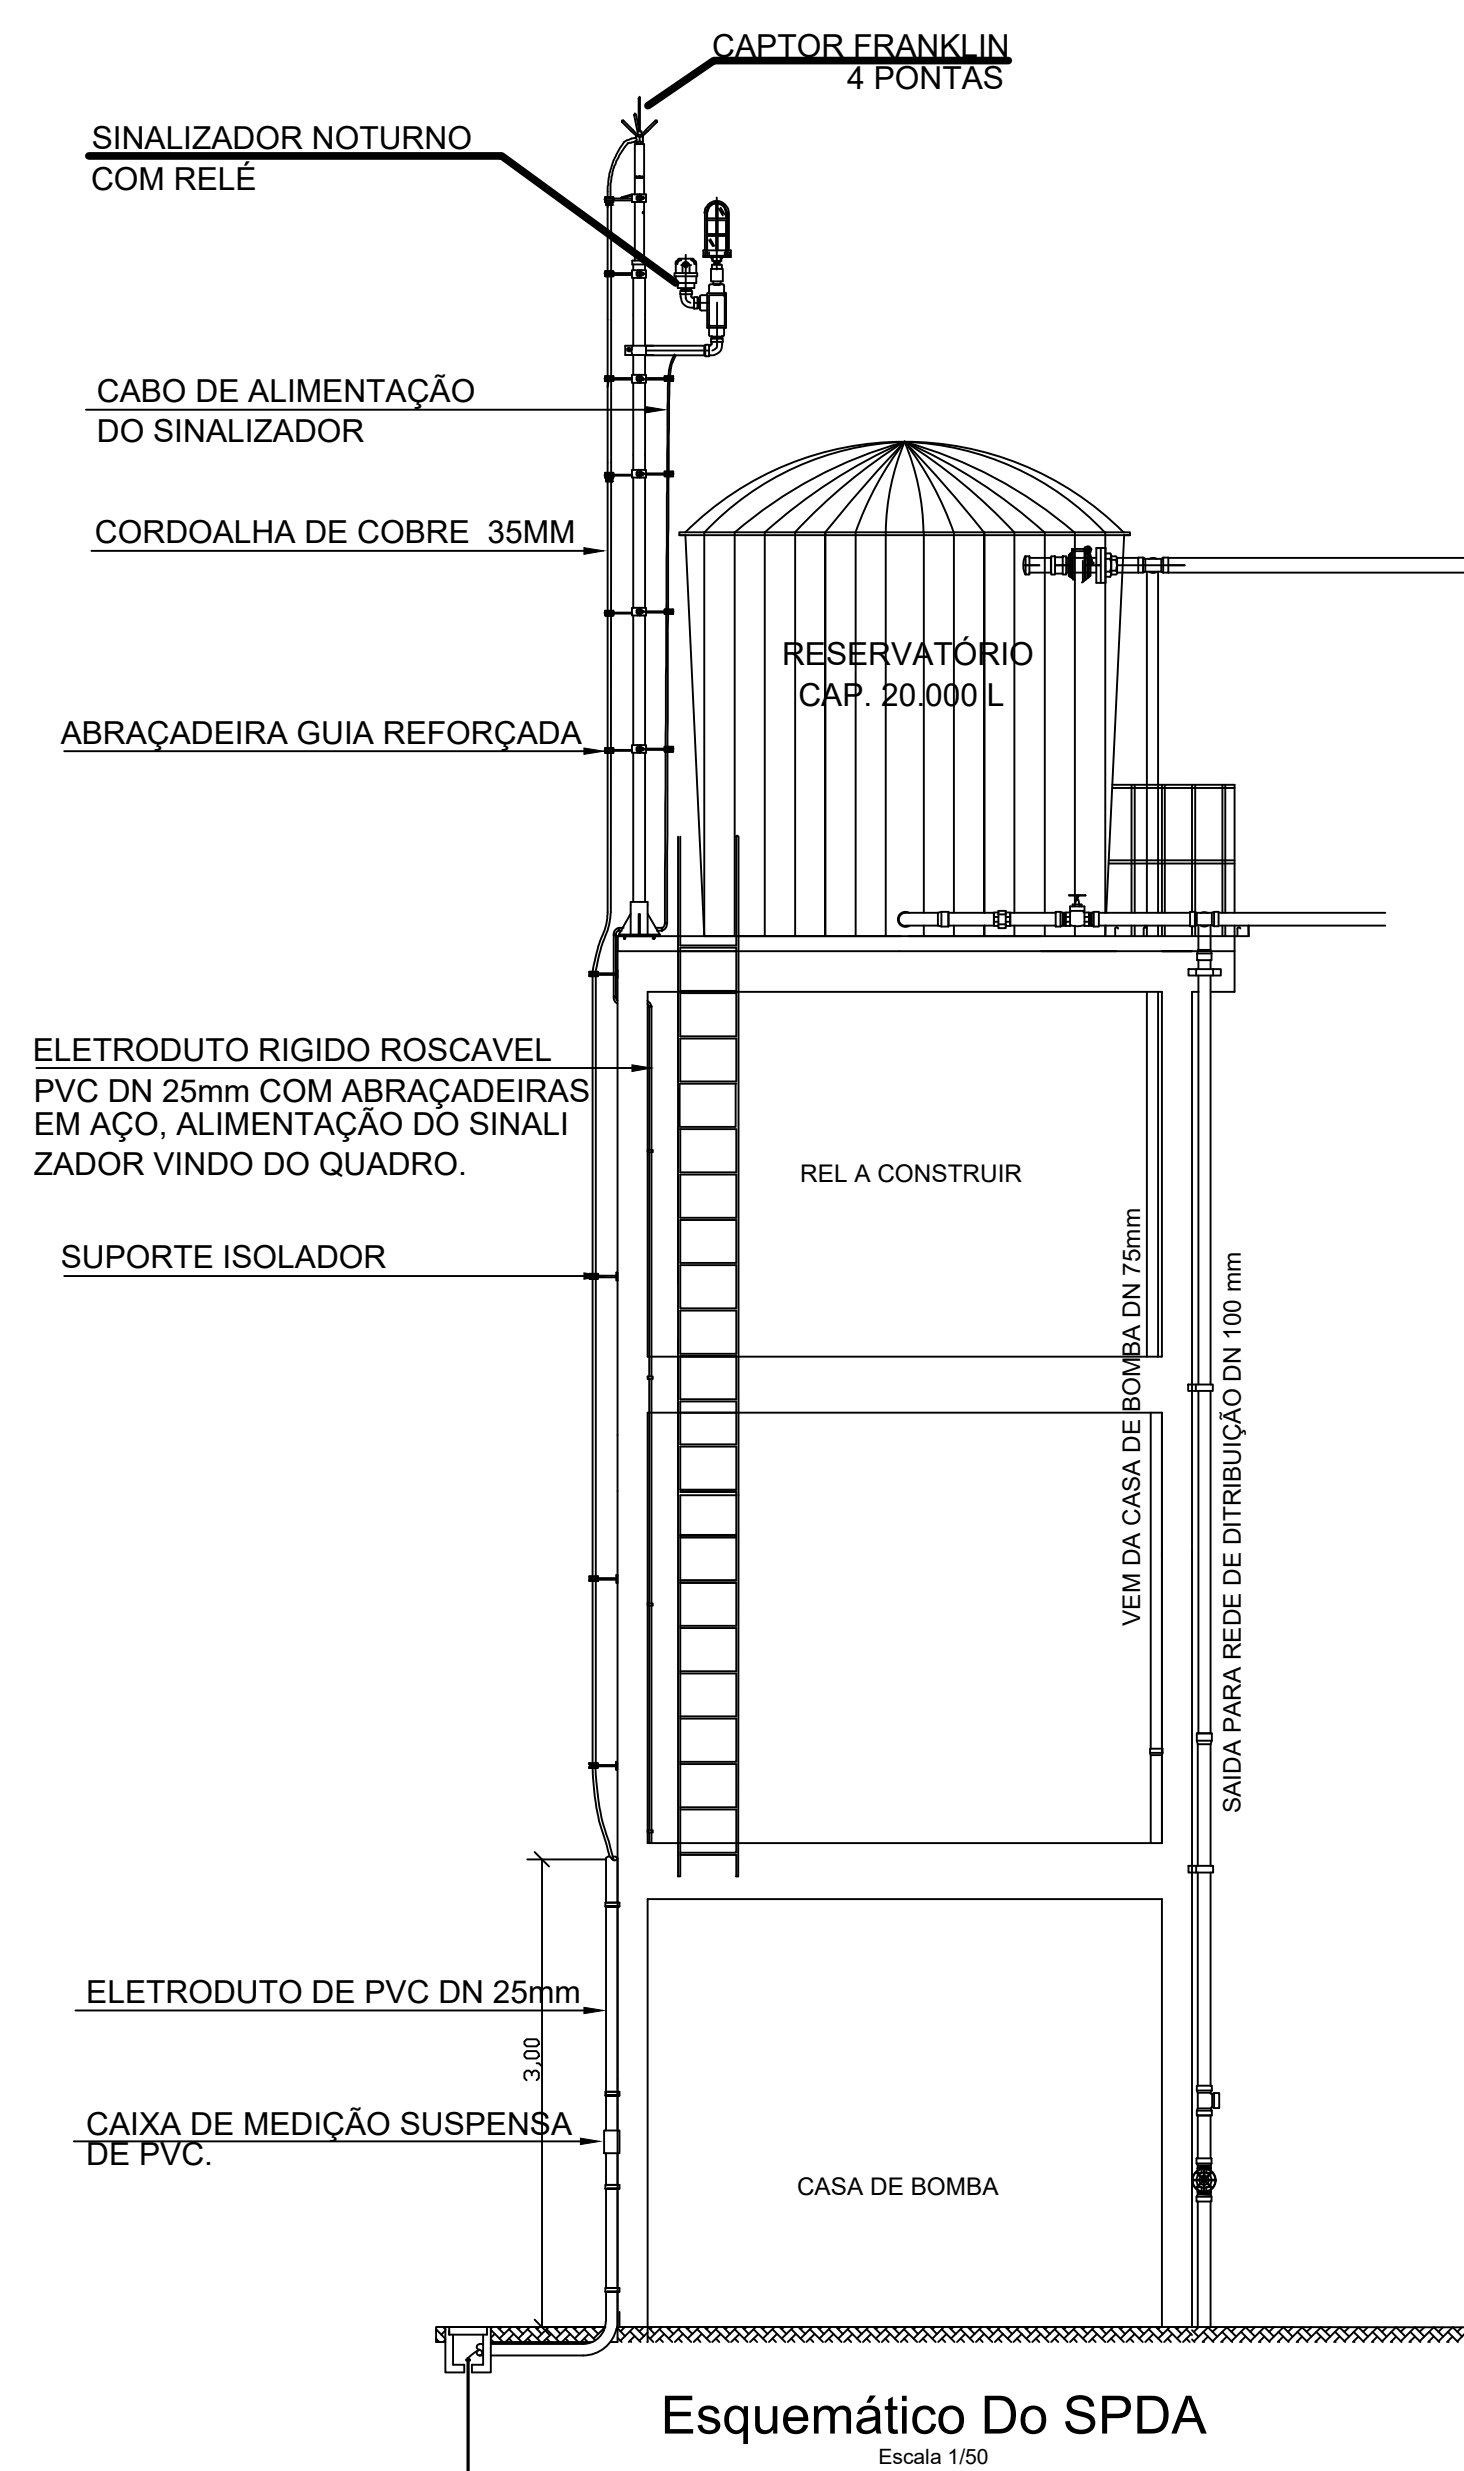 CAPTOR FRANKLIN
4 PONTAS
SINALIZADOR NOTURNO
COM RELÉ
CABO DE ALIMENTAÇÃO
DO SINALIZADOR
CORDOALHA DE COBRE 35MM
RESERVATÓRIO
CAP. 20.000 L
ABRAÇADEIRA GUIA REFORÇADA
ELETRODUTO RIGIDO ROSCAVEL
PVC DN 25mm COM ABRAÇADEIRAS
EM AÇO, ALIMENTAÇÃO DO SINALI
ZADOR VINDO DO QUADRO.
REL A CONSTRUIR
SUPORTE ISOLADOR
VEM DA CASA DE BOMBA DN 75mm
SAIDA PARA REDE DE DITRIBUIÇÃO DN 100 mm
ELETRODUTO DE PVC DN 25mm
3,00
CAIXA DE MEDIÇÃO SUSPENSA
DE PVC.
CASA DE BOMBA
Esquemático Do SPDA
Escala 1/50